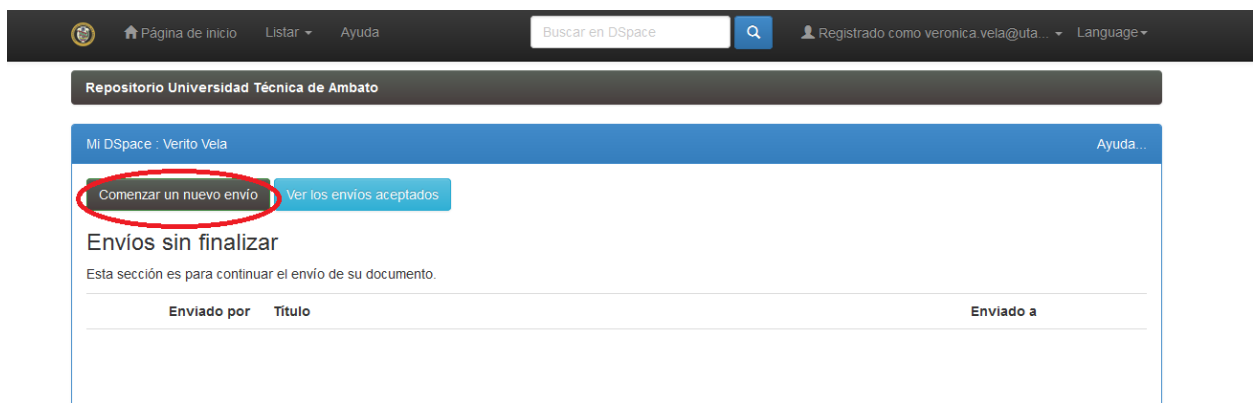 Página de inicio Listar Ayuda Buscar en DSpace Registrado como veronica.vela@uta... Language
Repositorio Universidad Técnica de Ambato
Mi DSpace : Verito Vela Ayuda...
Comenzar un nuevo envío Ver los envíos aceptados
Envíos sin finalizar
Esta sección es para continuar el envío de su documento.
Enviado por Título Enviado a